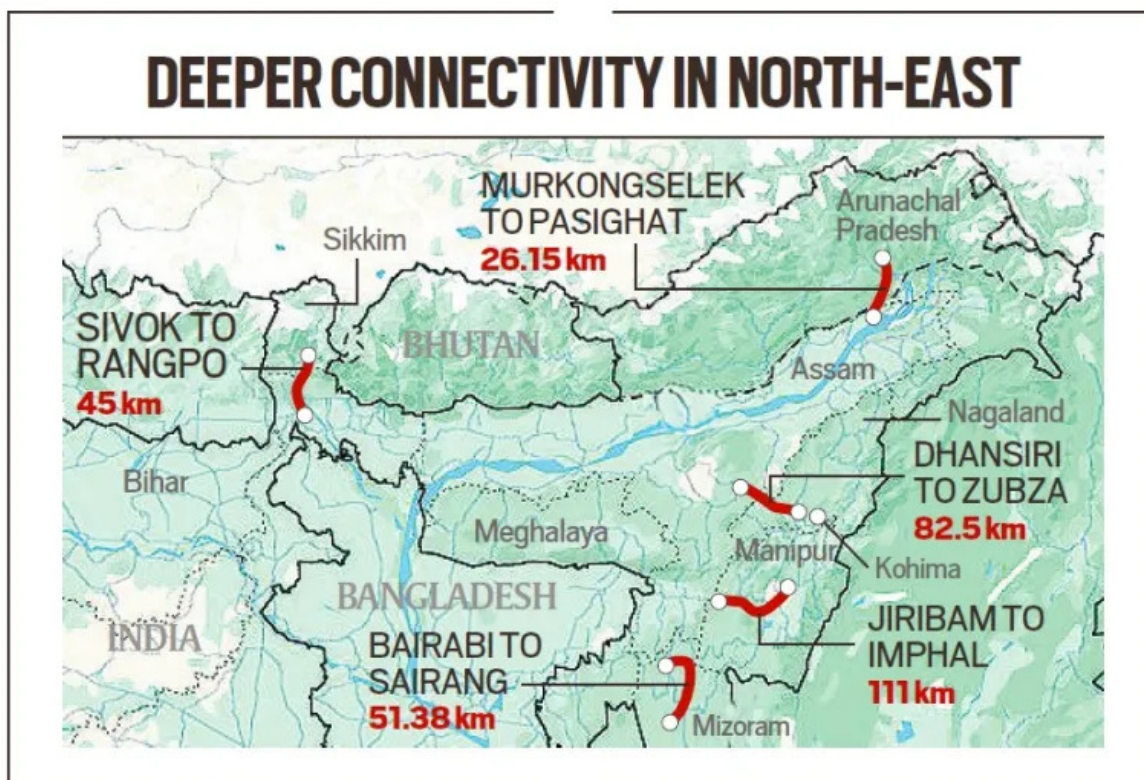 DEEPER CONNECTIVITY IN NORTH-EAST
MURKONGSELEK
TO PASIGHAT
26.15 km
Arunachal
Pradesh
Sikkim
SIVOK TO
RANGPO
45 km
BHUTAN
Assam
Nagaland
Bihar
DHANSIRI
TO ZUBZA
82.5 km
Meghalaya
Manipur
Kohima
BANGLADESH
INDIA
JIRIBAM TO
IMPHAL
111 km
BAIRABI TO
SAIRANG
51.38 km
Mizoram